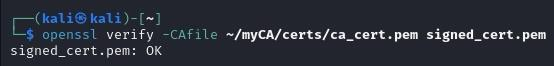 ┌──(kali㉿kali)-[~]
└─$ openssl verify -CAfile ~/myCA/certs/ca_cert.pem signed_cert.pem
signed_cert.pem: OK